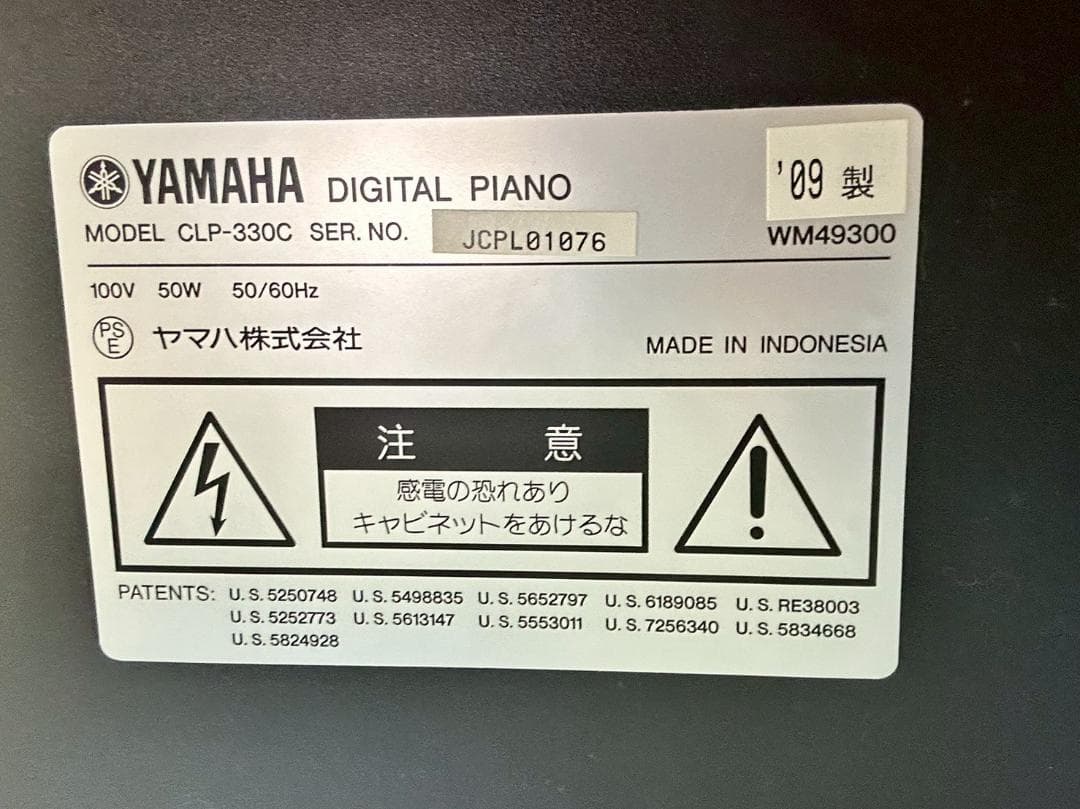 YAMAHA DIGITAL PIANO
'09 製
MODEL CLP-330C SER. NO. JCPL01076
WM49300
100V 50W 50/60Hz
PSE ヤマハ株式会社
MADE IN INDONESIA
注意
感電の恐れあり
キャビネットをあけるな
PATENTS: U. S. 5250748 U. S. 5498835 U. S. 5652797 U. S. 6189085 U. S. RE38003
U. S. 5252773 U. S. 5613147 U. S. 5553011 U. S. 7256340 U. S. 5834668
U. S. 5824928